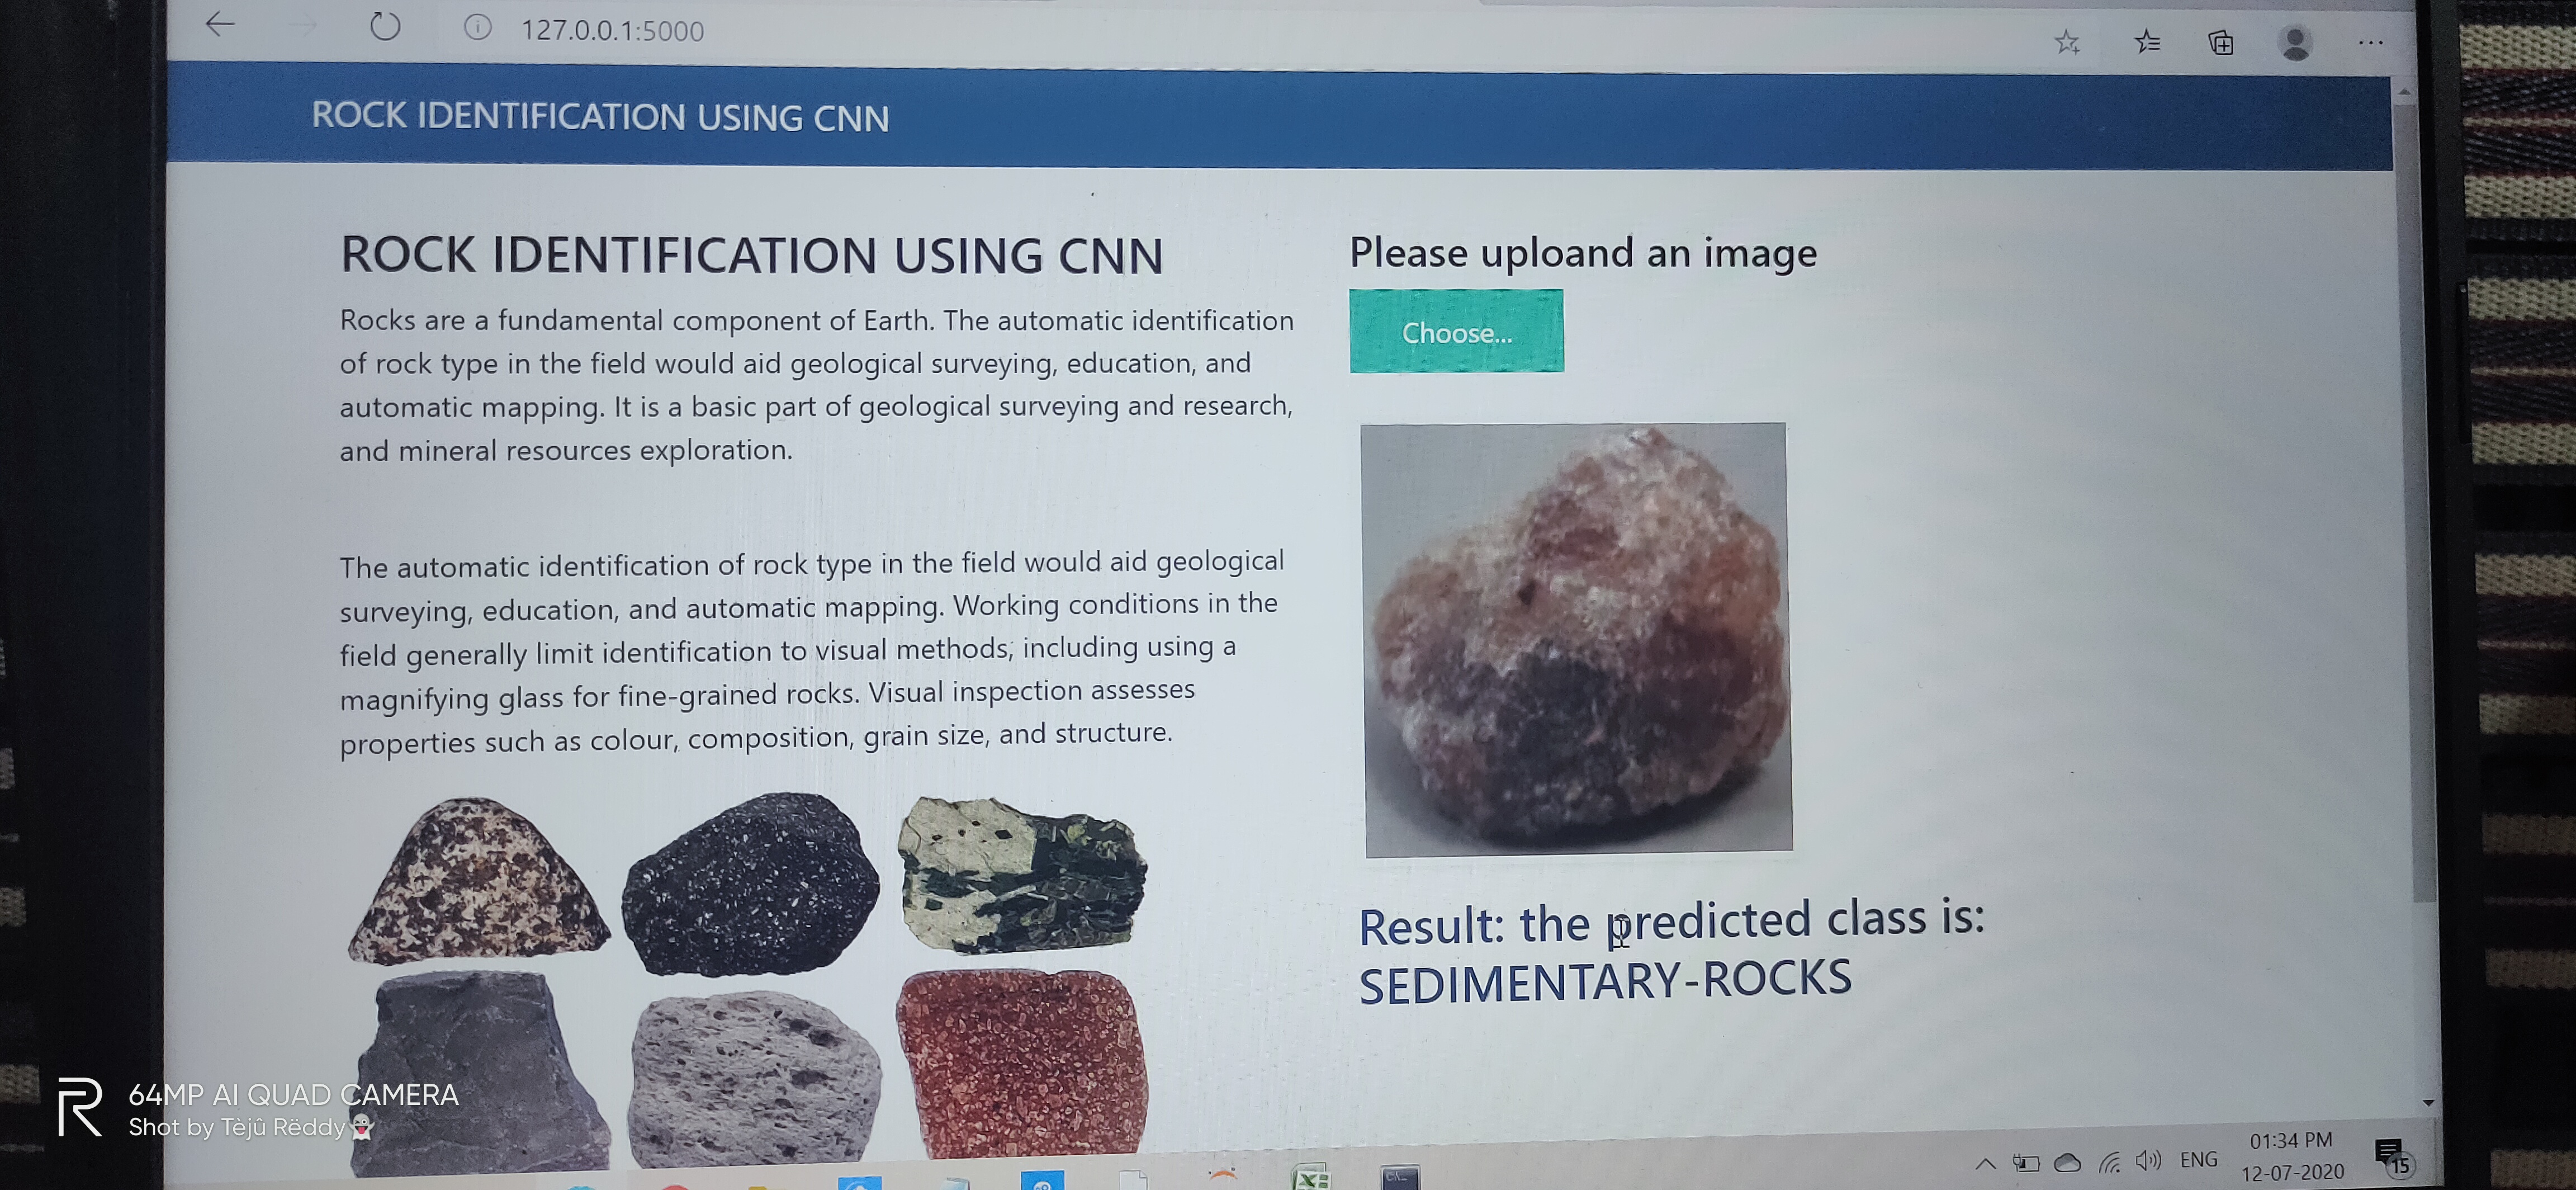 127.0.0.1:5000
ROCK IDENTIFICATION USING CNN
ROCK IDENTIFICATION USING CNN
Rocks are a fundamental component of Earth. The automatic identification
of rock type in the field would aid geological surveying, education, and
automatic mapping. It is a basic part of geological surveying and research,
and mineral resources exploration.
The automatic identification of rock type in the field would aid geological
surveying, education, and automatic mapping. Working conditions in the
field generally limit identification to visual methods, including using a
magnifying glass for fine-grained rocks. Visual inspection assesses
properties such as colour, composition, grain size, and structure.
Please uploand an image
Choose...
Result: the predicted class is:
SEDIMENTARY-ROCKS
R
64MP AI QUAD CAMERA
Shot by Tèjû Rëddy👻
ENG
01:34 PM
12-07-2020
15